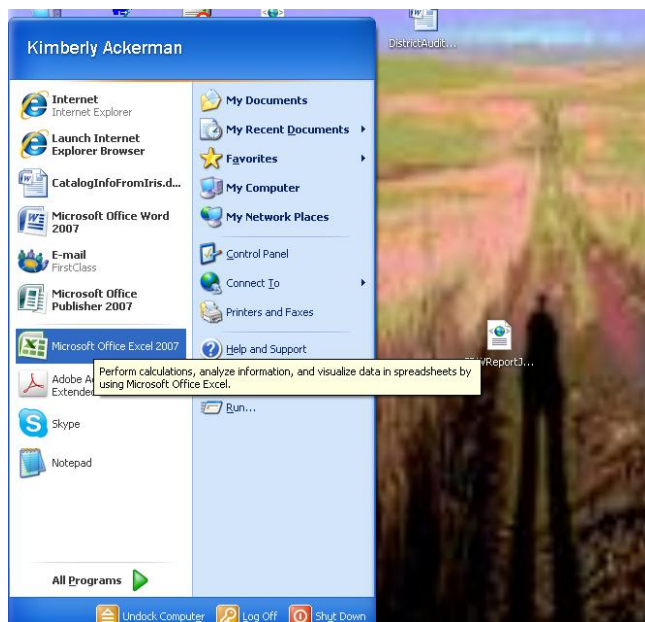 Kimberly Ackerman
DistrictAudit...
Internet
Internet Explorer
Launch Internet
Explorer Browser
CatalogInfoFromIris.d...
Microsoft Office Word
2007
E-mail
FirstClass
Microsoft Office
Publisher 2007
Microsoft Office Excel 2007
Perform calculations, analyze information, and visualize data in spreadsheets by
using Microsoft Office Excel.
Adobe A
Extended
Skype
Notepad
All Programs
My Documents
My Recent Documents
Favorites
My Computer
My Network Places
Control Panel
Connect To
Printers and Faxes
Help and Support
Run...
Undock Computer
Log Off
Shut Down